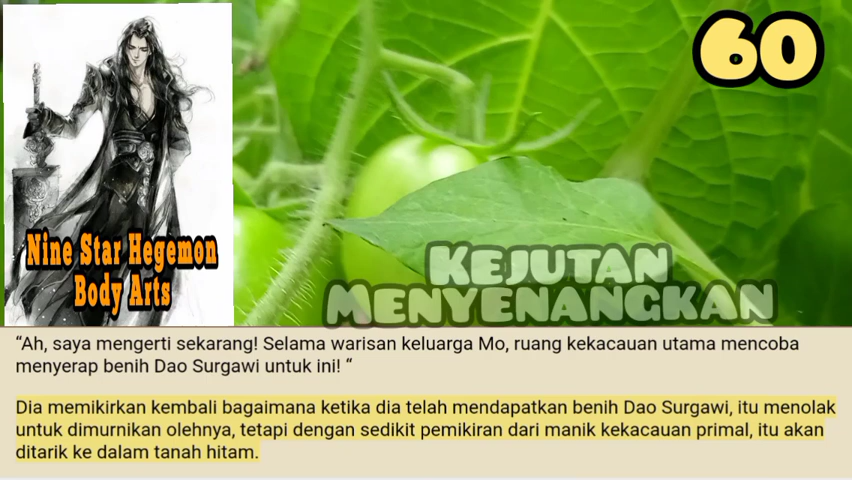 60
Nine Star Hegemon
Body Arts
Kejutan
Menyenangkan
“Ah, saya mengerti sekarang! Selama warisan keluarga Mo, ruang kekacauan utama mencoba
menyerap benih Dao Surgawi untuk ini! “
Dia memikirkan kembali bagaimana ketika dia telah mendapatkan benih Dao Surgawi, itu menolak
untuk dimurnikan olehnya, tetapi dengan sedikit pemikiran dari manik kekacauan primal, itu akan
ditarik ke dalam tanah hitam.